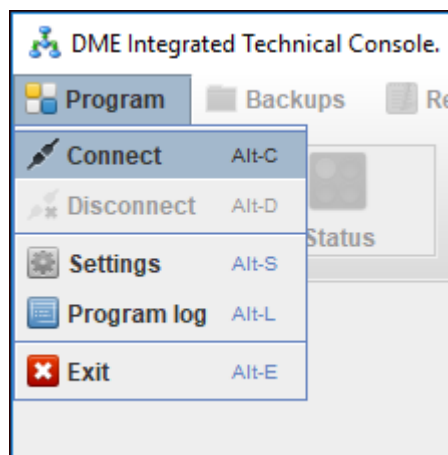 DME Integrated Technical Console.
Program Backups
Connect Alt-C
Disconnect Alt-D
Status
Settings Alt-S
Program log Alt-L
Exit Alt-E